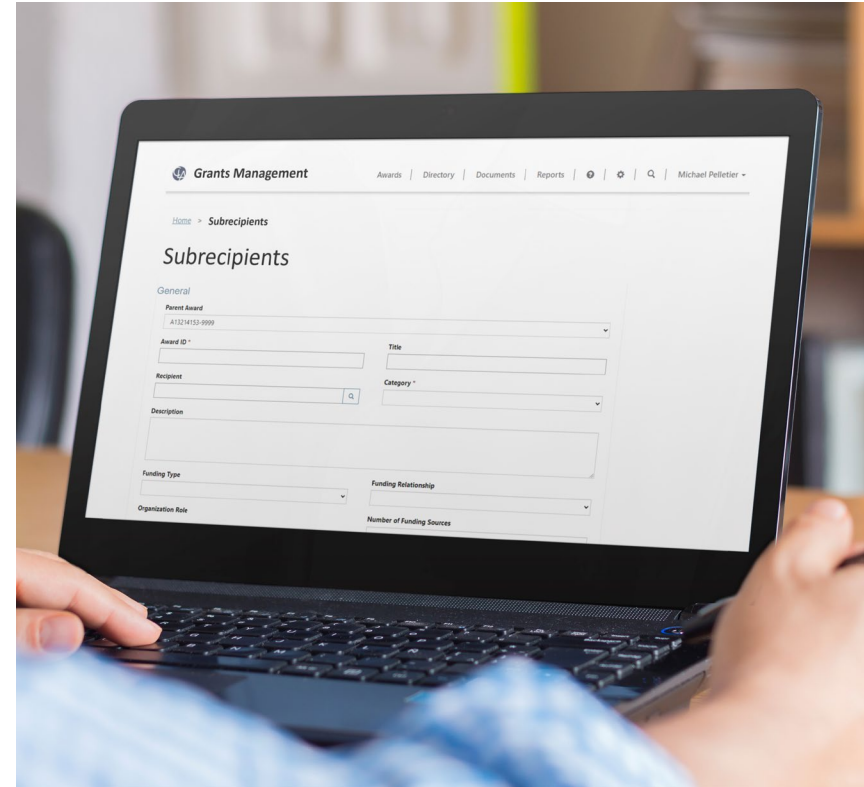 Grants Management
Awards | Directory | Documents | Reports | ? | | | Michael Pelletier
Home > Subrecipients
Subrecipients
General
Parent Award
A13214153-9999
Award ID *
Title
Recipient
Category *
Description
Funding Type
Funding Relationship
Organization Role
Number of Funding Sources